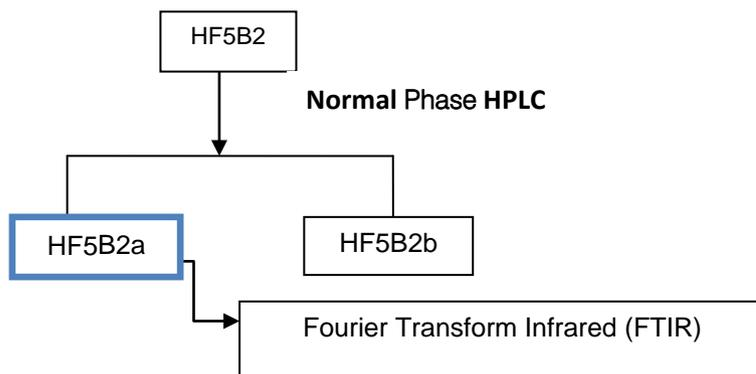 HF5B2
Normal Phase HPLC
HF5B2a
HF5B2b
Fourier Transform Infrared (FTIR)